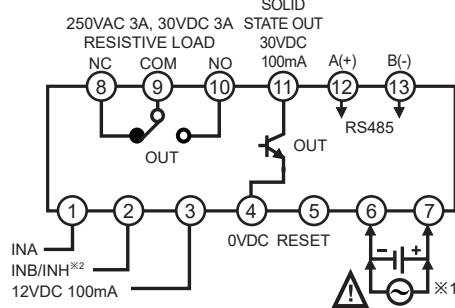 SOLID
250VAC 3A, 30VDC 3A STATE OUT
RESISTIVE LOAD 30VDC
NC COM NO 100mA A(+) B(-)
8 9 10 11 12 13
RS485
OUT OUT
1 2 3 4 5 6 7
0VDC RESET
INA
INB/INH※2
12VDC 100mA
- +
! ※1